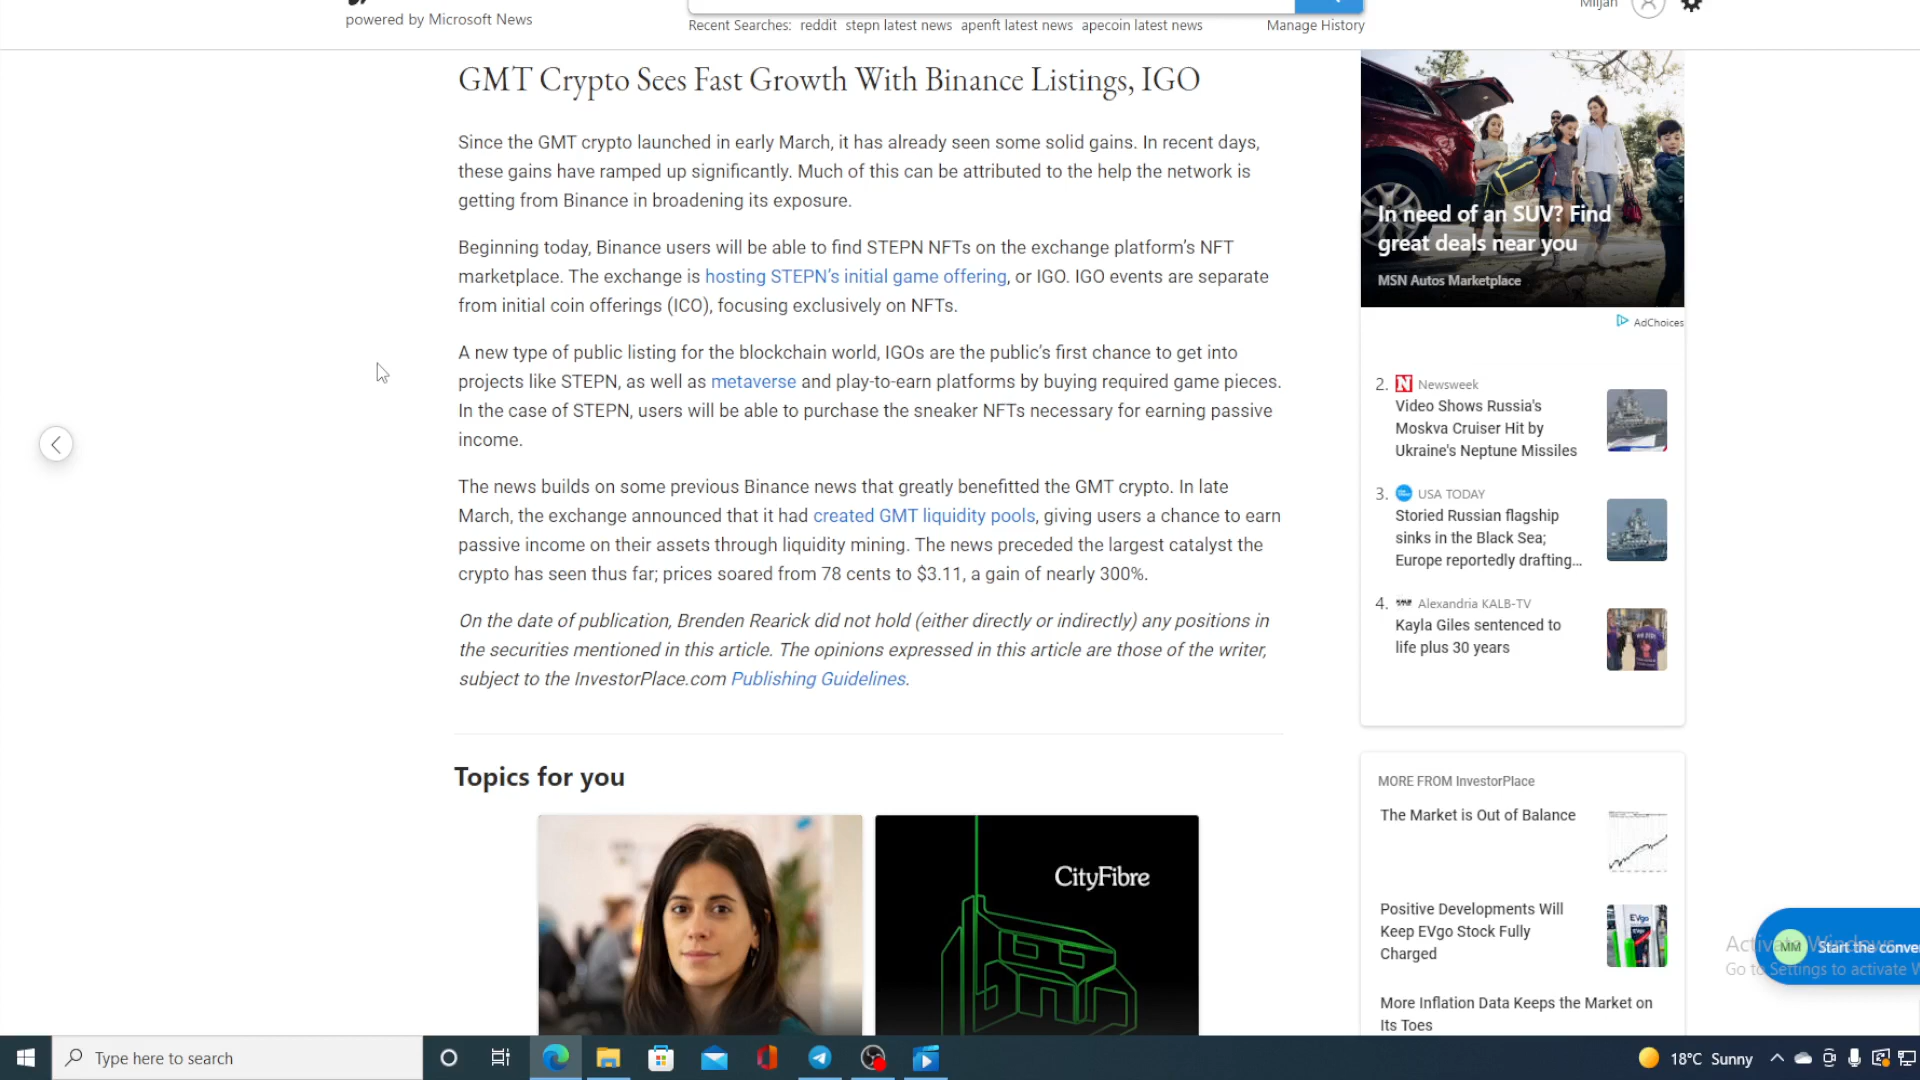 powered by Microsoft News
Recent Searches: reddit stepn latest news apenft latest news apecoin latest news Manage History
Miljan
GMT Crypto Sees Fast Growth With Binance Listings, IGO
Since the GMT crypto launched in early March, it has already seen some solid gains. In recent days,
these gains have ramped up significantly. Much of this can be attributed to the help the network is
getting from Binance in broadening its exposure.
Beginning today, Binance users will be able to find STEPN NFTs on the exchange platform's NFT
marketplace. The exchange is hosting STEPN's initial game offering, or IGO. IGO events are separate
from initial coin offerings (ICO), focusing exclusively on NFTs.
A new type of public listing for the blockchain world, IGOs are the public's first chance to get into
projects like STEPN, as well as metaverse and play-to-earn platforms by buying required game pieces.
In the case of STEPN, users will be able to purchase the sneaker NFTs necessary for earning passive
income.
The news builds on some previous Binance news that greatly benefitted the GMT crypto. In late
March, the exchange announced that it had created GMT liquidity pools, giving users a chance to earn
passive income on their assets through liquidity mining. The news preceded the largest catalyst the
crypto has seen thus far; prices soared from 78 cents to $3.11, a gain of nearly 300%.
On the date of publication, Brenden Rearick did not hold (either directly or indirectly) any positions in
the securities mentioned in this article. The opinions expressed in this article are those of the writer,
subject to the InvestorPlace.com Publishing Guidelines.
Topics for you
CityFibre
In need of an SUV? Find
great deals near you
MSN Autos Marketplace
AdChoices
2. N Newsweek
Video Shows Russia's
Moskva Cruiser Hit by
Ukraine's Neptune Missiles
3. USA TODAY
Storied Russian flagship
sinks in the Black Sea;
Europe reportedly drafting...
4. Alexandria KALB-TV
Kayla Giles sentenced to
life plus 30 years
MORE FROM InvestorPlace
The Market is Out of Balance
Positive Developments Will
Keep EVgo Stock Fully
Charged
EVgo
More Inflation Data Keeps the Market on
Its Toes
Activate Windows
Go to Settings to activate W
MM Start the conve
Type here to search
18°C Sunny